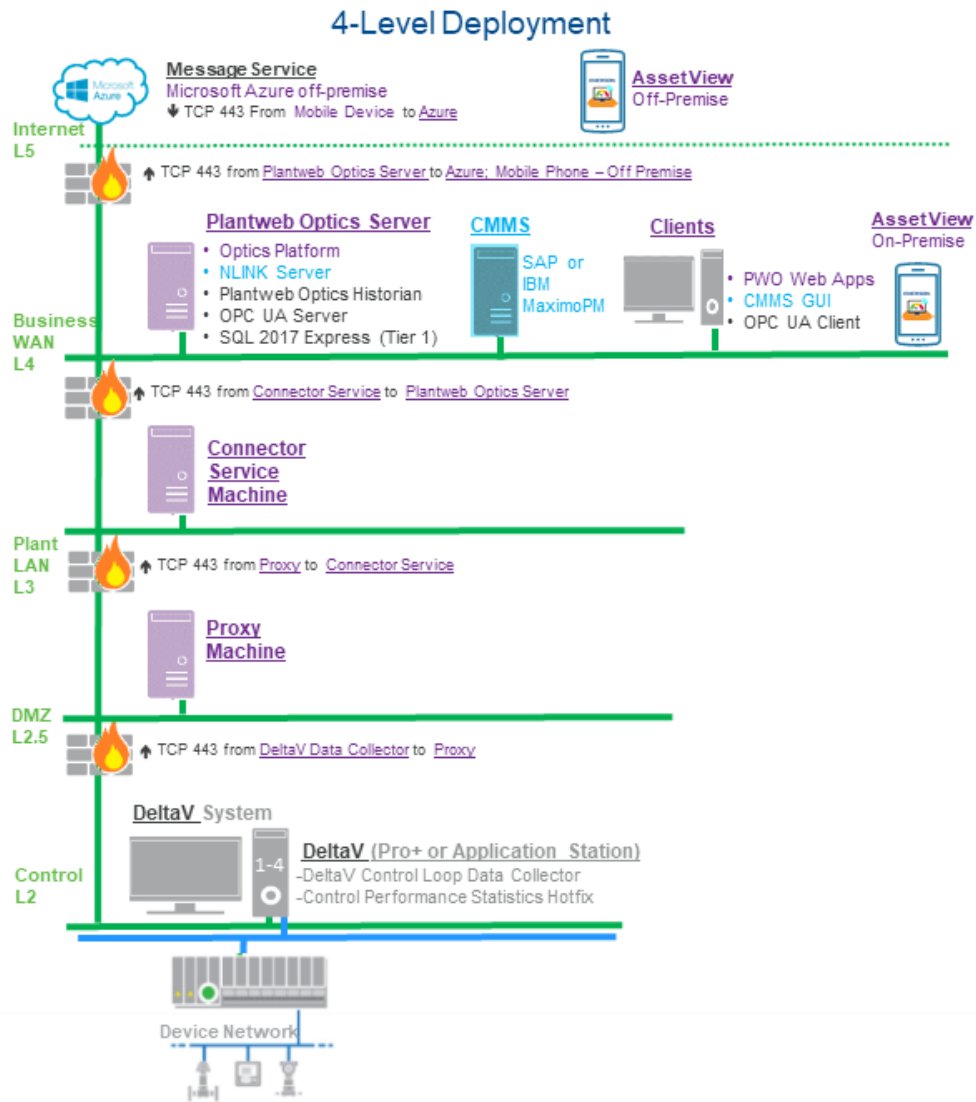 4-Level Deployment
Microsoft
Azure
Message Service
Microsoft Azure off-premise
🡇 TCP 443 From Mobile Device to Azure
EMERSON
AssetView
Off-Premise
Internet
L5
🡅 TCP 443 from Plantweb Optics Server to Azure; Mobile Phone – Off Premise
Plantweb Optics Server
• Optics Platform
• NLINK Server
• Plantweb Optics Historian
• OPC UA Server
• SQL 2017 Express (Tier 1)
CMMS
SAP or
IBM
MaximoPM
Clients
• PWO Web Apps
• CMMS GUI
• OPC UA Client
AssetView
On-Premise
Business
WAN
L4
🡅 TCP 443 from Connector Service to Plantweb Optics Server
Connector
Service
Machine
Plant
LAN
L3
🡅 TCP 443 from Proxy to Connector Service
Proxy
Machine
DMZ
L2.5
🡅 TCP 443 from DeltaV Data Collector to Proxy
DeltaV System
1-4
DeltaV (Pro+ or Application Station)
-DeltaV Control Loop Data Collector
-Control Performance Statistics Hotfix
Control
L2
Device Network